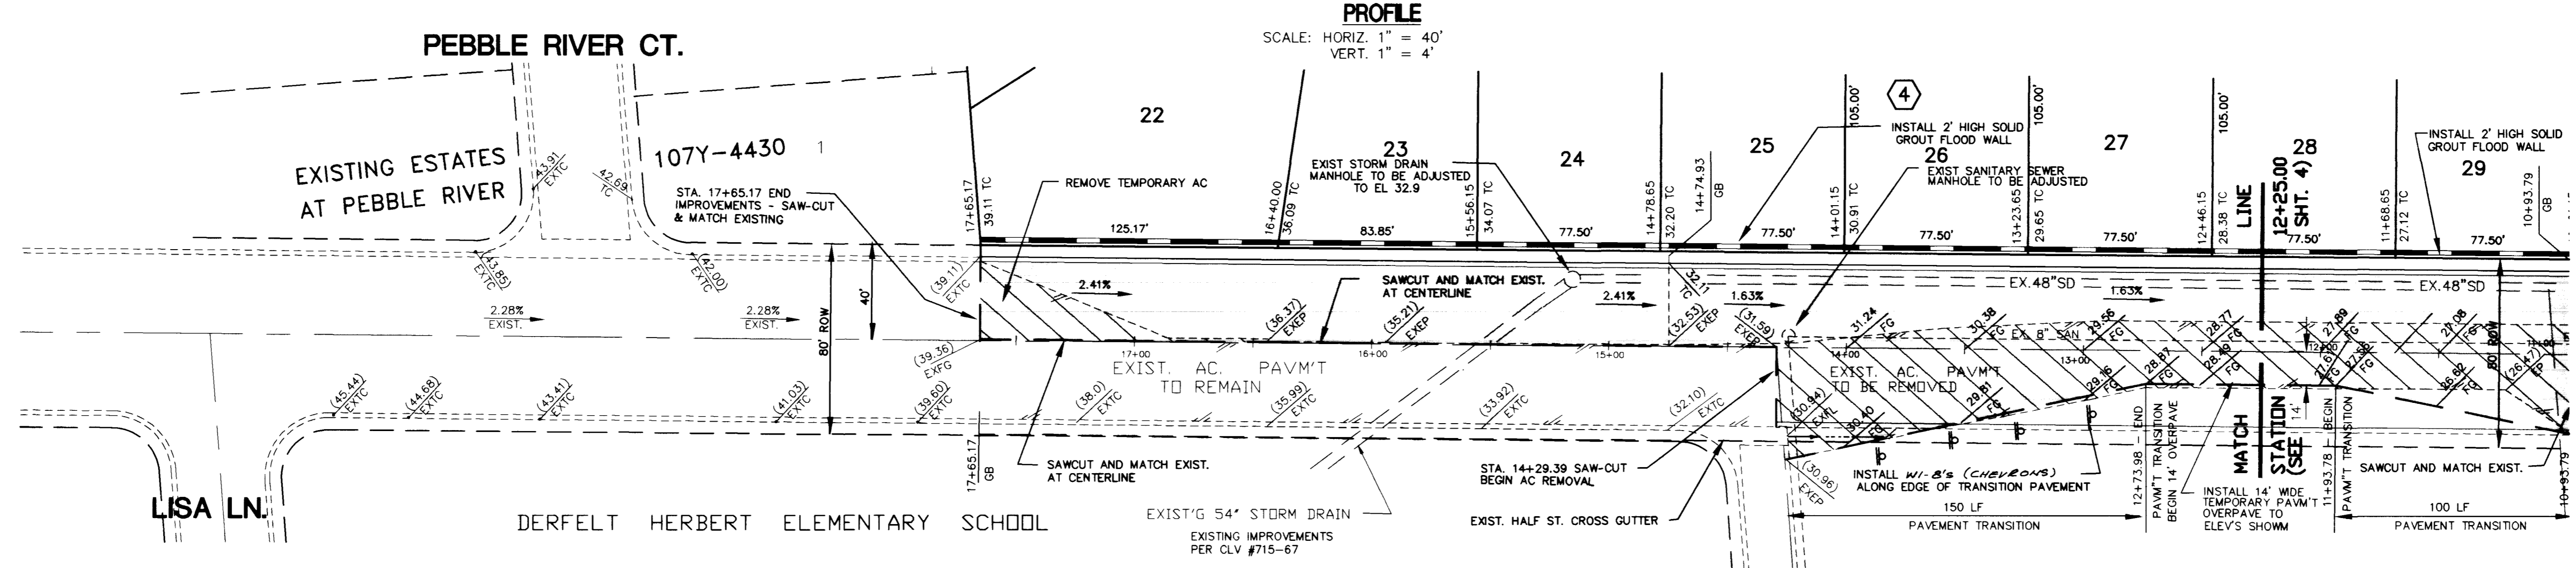 PROFILE
SCALE: HORIZ. 1" = 40'
VERT. 1" = 4'
PEBBLE RIVER CT.
EXISTING ESTATES
AT PEBBLE RIVER
43.91
EXTC
42.69
TC
107Y-4430
1
STA. 17+65.17 END
IMPROVEMENTS - SAW-CUT
& MATCH EXISTING
17+65.17
39.11 TC
REMOVE TEMPORARY AC
22
16+40.00
36.09 TC
23
EXIST STORM DRAIN
MANHOLE TO BE ADJUSTED
TO EL 32.9
15+56.15
34.07 TC
24
14+78.65
32.20 TC
14+74.93
GB
25
14+01.15
30.91 TC
105.00'
4
INSTALL 2' HIGH SOLID
GROUT FLOOD WALL
26
EXIST SANITARY SEWER
MANHOLE TO BE ADJUSTED
13+23.65
29.65 TC
105.00'
27
12+46.15
28.38 TC
105.00'
LINE
12+25.00
SHT. 4)
28
11+68.65
27.12 TC
INSTALL 2' HIGH SOLID
GROUT FLOOD WALL
29
10+93.79
GB
125.17'
83.85'
77.50'
77.50'
77.50'
77.50'
77.50'
77.50'
(43.85)
EXTC
(42.00)
EXTC
(39.11)
EXTC
40'
80' ROW
2.28%
EXIST.
2.28%
EXIST.
2.41%
SAWCUT AND MATCH EXIST.
AT CENTERLINE
2.41%
32.11
TC
1.63%
EX.48"SD
1.63%
EX.48"SD
(36.37)
EXEP
(35.21)
EXEP
(32.53)
EXEP
(31.59)
EXEP
31.24
FG
30.38
FG
EX. 8" SAN
29.56
FG
28.77
FG
27.89
FG
27.08
FG
80' ROW
(39.36)
EXFG
17+00
16+00
15+00
14+00
13+00
12+00
11+00
EXIST. AC. PAVM'T
TO REMAIN
EXIST. AC. PAVM'T
TO BE REMOVED
29.81
FG
29.16
FG
28.87
FG
28.49
FG
27.61
FG
27.56
FG
26.62
FG
(26.47)
EP
(45.44)
EXTC
(44.68)
EXTC
(43.41)
EXTC
(41.03)
EXTC
(39.60)
EXTC
(38.0)
EXTC
(35.99)
EXTC
(33.92)
EXTC
(32.10)
EXTC
(30.94)
EXFL
30.40
FG
(30.96)
EXEP
LISA LN.
17+65.17
GB
SAWCUT AND MATCH EXIST.
AT CENTERLINE
DERFELT HERBERT ELEMENTARY SCHOOL
EXIST'G 54" STORM DRAIN
EXISTING IMPROVEMENTS
PER CLV #715-67
STA. 14+29.39 SAW-CUT
BEGIN AC REMOVAL
EXIST. HALF ST. CROSS GUTTER
INSTALL W1-8's (CHEVRONS)
ALONG EDGE OF TRANSITION PAVEMENT
150 LF
PAVEMENT TRANSITION
12+73.98 - END
PAVM'T TRANSITION
BEGIN 14' OVERPAVE
INSTALL 14' WIDE
TEMPORARY PAVM'T
OVERPAVE TO
ELEV'S SHOWM
MATCH
STATION
(SEE
14'
11+93.78 - BEGIN
PAVM'T TRANSITION
SAWCUT AND MATCH EXIST.
100 LF
PAVEMENT TRANSITION
10+93.79